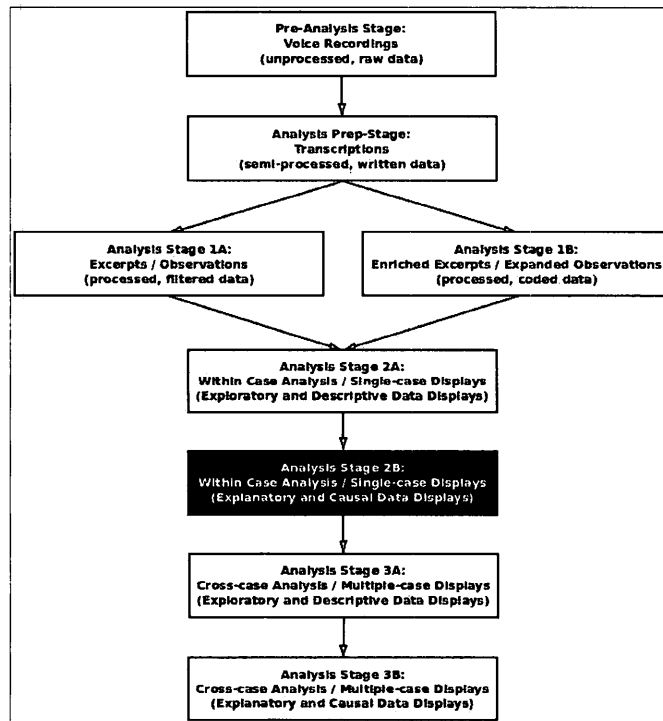 Pre-Analysis Stage:
Voice Recordings
(unprocessed, raw data)
Analysis Prep-Stage:
Transcriptions
(semi-processed, written data)
Analysis Stage 1A:
Excerpts / Observations
(processed, filtered data)
Analysis Stage 1B:
Enriched Excerpts / Expanded Observations
(processed, coded data)
Analysis Stage 2A:
Within Case Analysis / Single-case Displays
(Exploratory and Descriptive Data Displays)
Analysis Stage 2B:
Within Case Analysis / Single-case Displays
(Explanatory and Causal Data Displays)
Analysis Stage 3A:
Cross-case Analysis / Multiple-case Displays
(Exploratory and Descriptive Data Displays)
Analysis Stage 3B:
Cross-case Analysis / Multiple-case Displays
(Explanatory and Causal Data Displays)